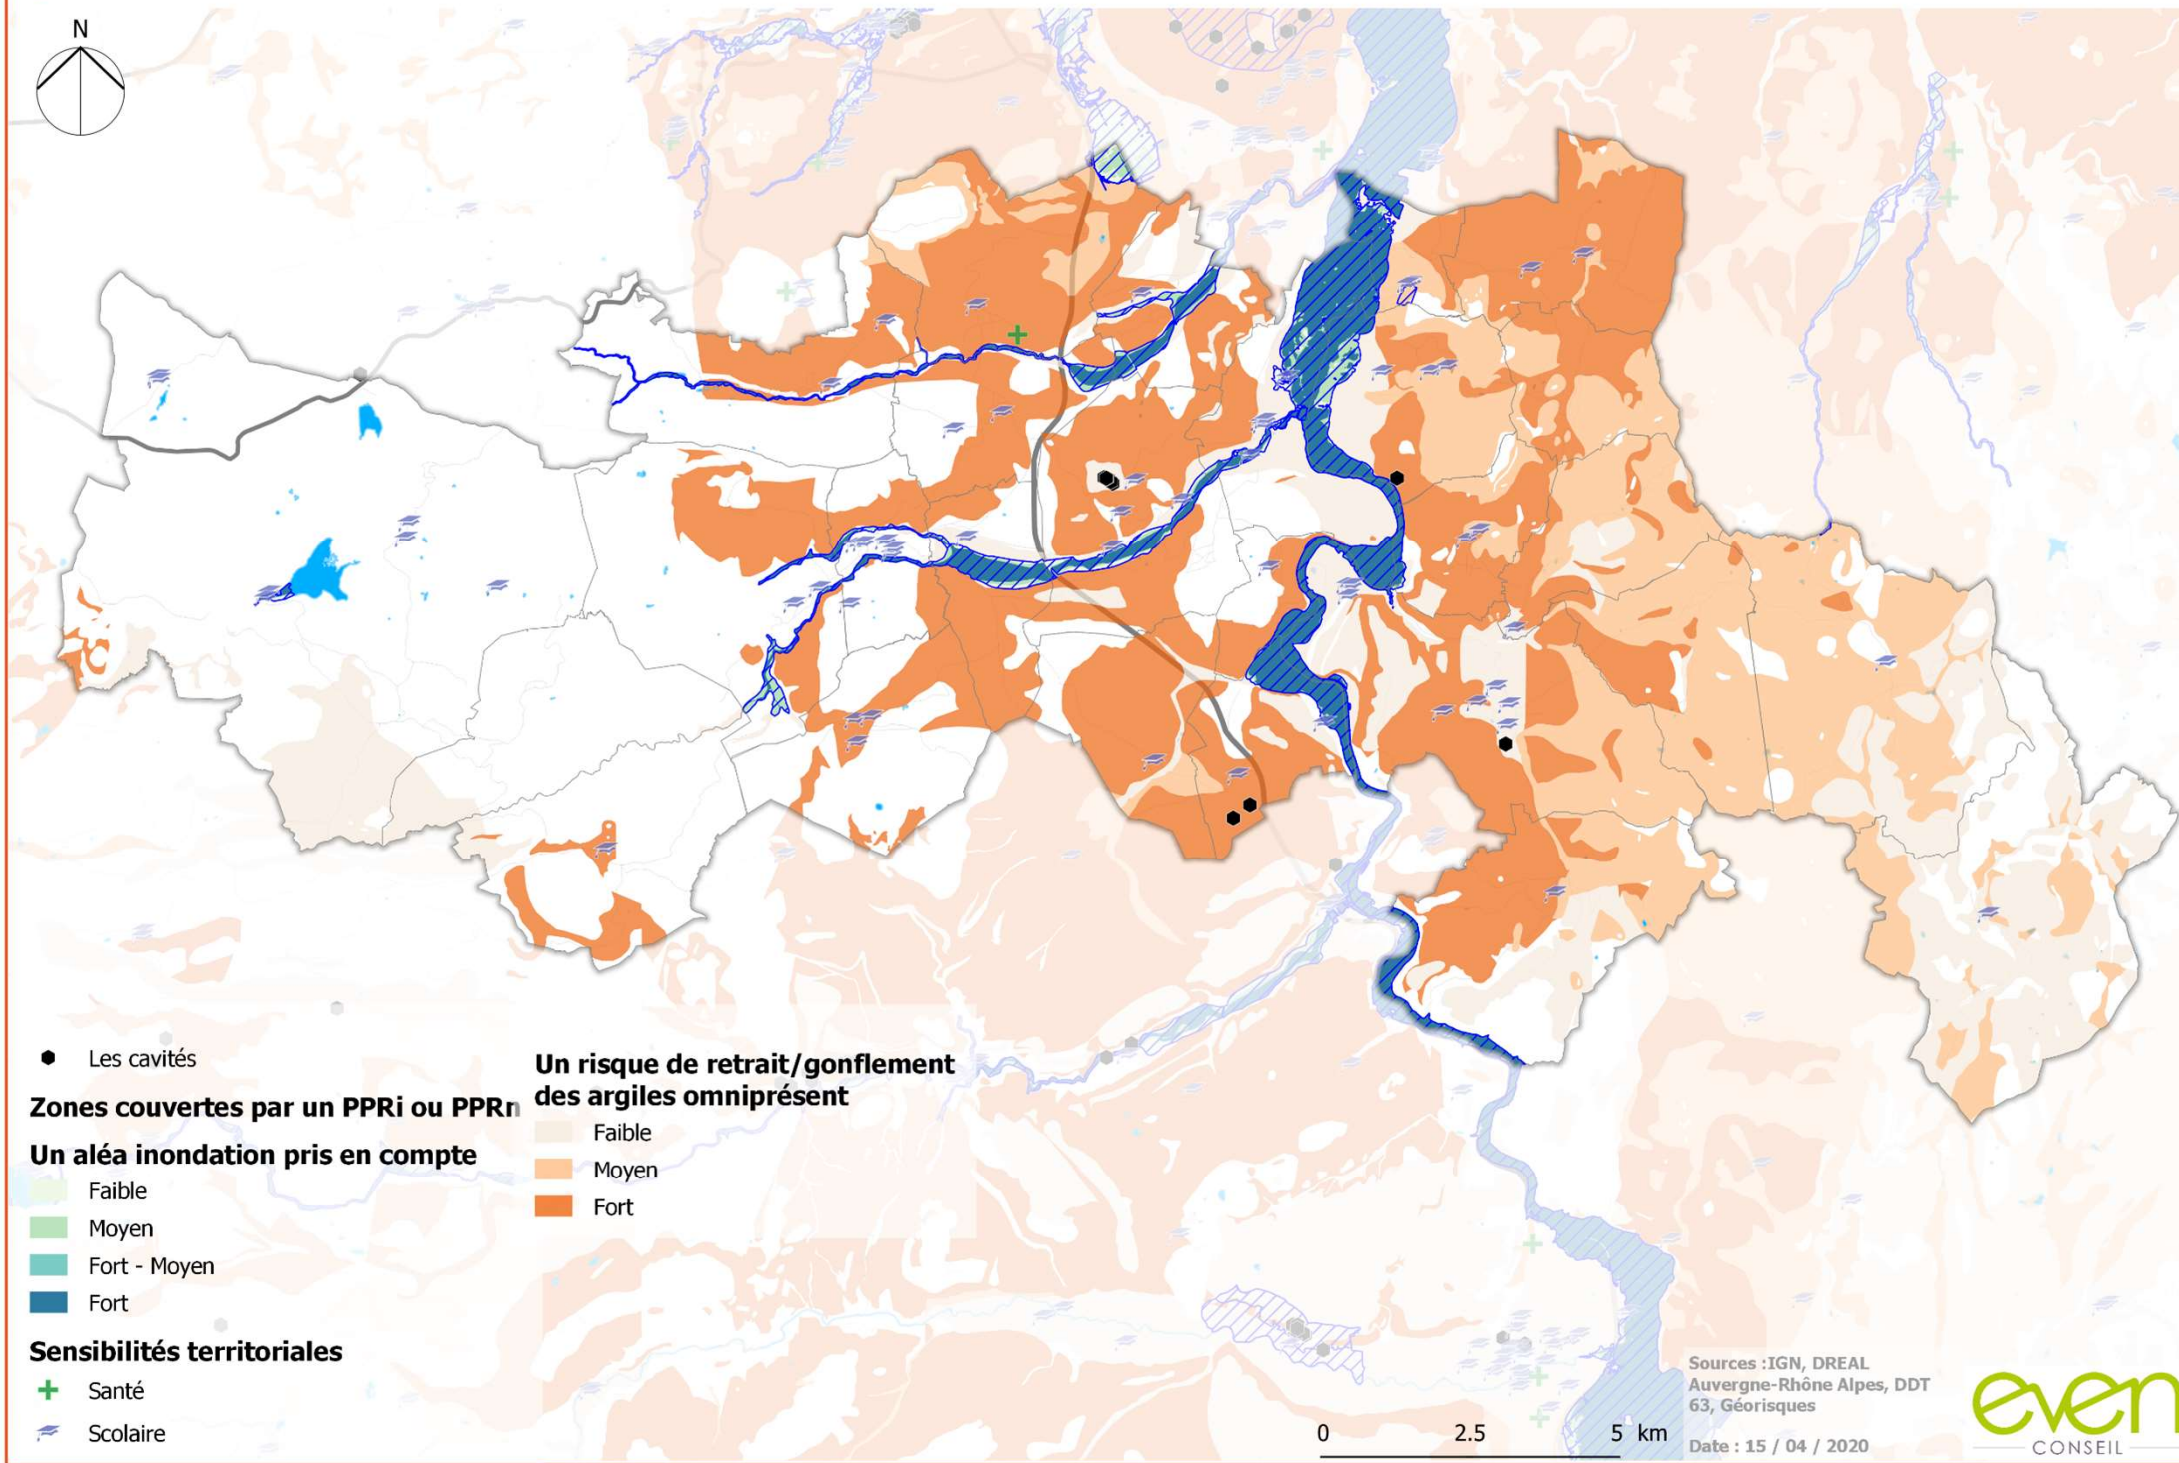 N
Les cavités
Zones couvertes par un PPRi ou PPRn
Un aléa inondation pris en compte
Faible
Moyen
Fort - Moyen
Fort
Sensibilités territoriales
Santé
Scolaire
Un risque de retrait/gonflement
des argiles omniprésent
Faible
Moyen
Fort
0 2.5 5 km
Sources :IGN, DREAL
Auvergne-Rhône Alpes, DDT
63, Géorisques
Date : 15 / 04 / 2020
even
CONSEIL